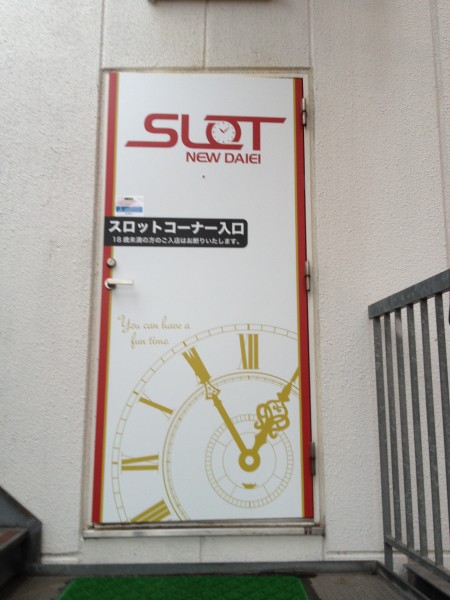 SLOT
NEW DAIEI
スロットコーナー入口
18歳未満の方のご入店はお断りいたします。
You can have a
fun time.